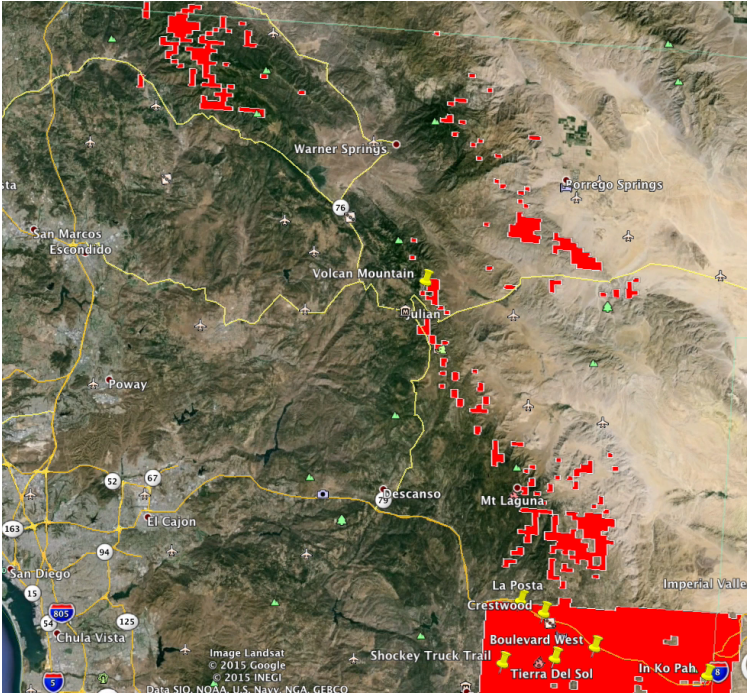 Warner Springs
Borrego Springs
sta
76
San Marcos
Escondido
Volcan Mountain
Julian
Poway
52
67
Descanso
79
Mt Laguna
El Cajon
163
94
San Diego
La Posta
Imperial Valle
15
805
Crestwood
54
125
Chula Vista
Boulevard West
Image Landsat
© 2015 Google
© 2015 INEGI
Data SIO, NOAA, U.S. Navy, NGA, GEBCO
Shockey Truck Trail
In Ko Pah
8
Tierra Del Sol
5